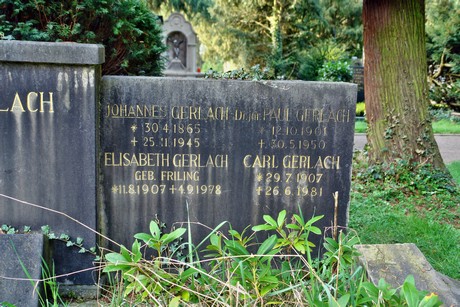 LACH
JOHANNES GERLACH
* 30.4.1865
+ 25.11.1945
ELISABETH GERLACH
GEB. FRILING
*11.8.1907 +4.9.1978
Dr.jur. PAUL GERLACH
* 12.10.1901
+ 30.5.1950
CARL GERLACH
* 29.7.1907
+ 26.6.1981